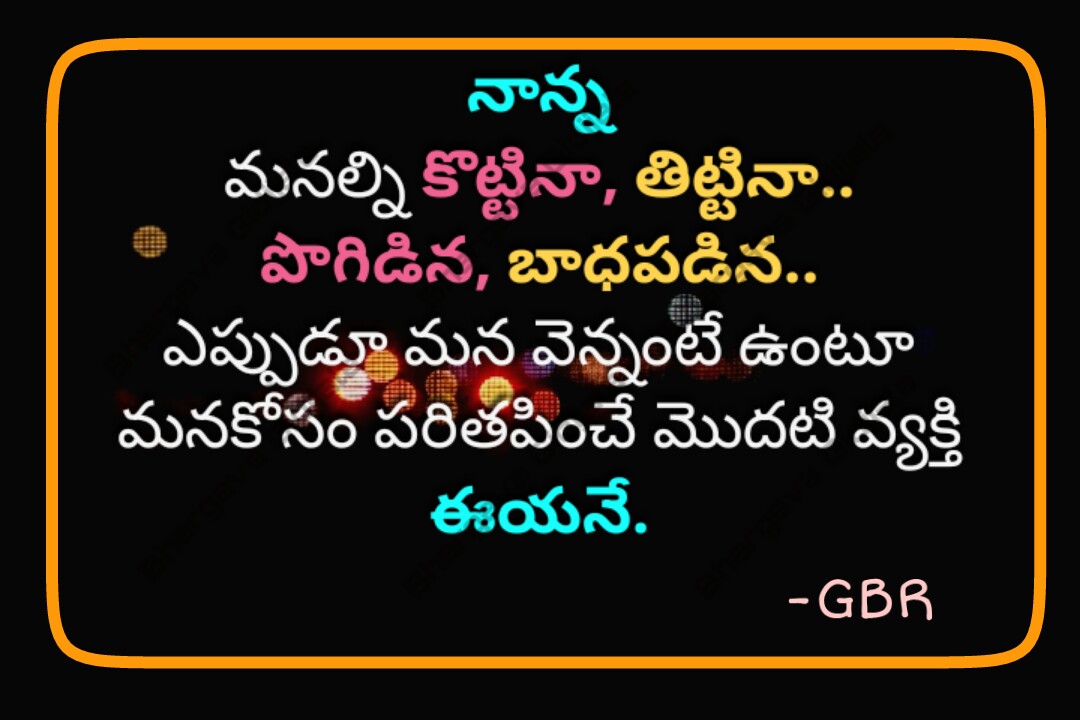 నాన్న
మనల్ని కొట్టినా, తిట్టినా..
పొగిడిన, బాధపడిన..
ఎప్పుడూ మన వెన్నంటే ఉంటూ
మనకోసం పరితపించే మొదటి వ్యక్తి
ఈయనే.
-GBR